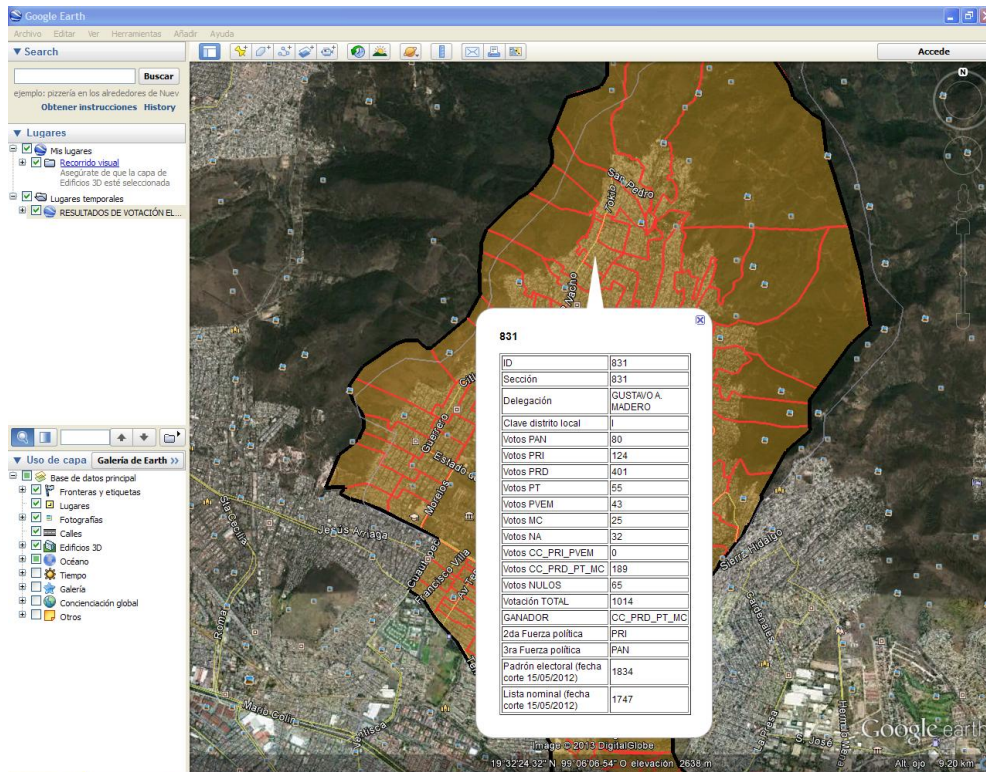 Google Earth
Archivo Editar Ver Herramientas Añadir Ayuda
Search
Accede
Buscar
ejemplo: pizzería en los alrededores de Nuev
Obtener instrucciones History
Lugares
Mis lugares
Recorrido visual
Asegúrate de que la capa de
Edificios 3D esté seleccionada
Lugares temporales
RESULTADOS DE VOTACIÓN EL...
Uso de capa Galería de Earth >>
Base de datos principal
Fronteras y etiquetas
Lugares
Fotografías
Calles
Edificios 3D
Océano
Tiempo
Galería
Concienciación global
Otros
N
San Pedro
Guerrero
Morelos
Jesus Arriaga
Sta Cecilia
Cuautepac
Francisco Villa
Roma
Mario Colin
Sierra Hidalgo
La Presa
S. José
831
ID 831
Sección 831
Delegación GUSTAVO A.
MADERO
Clave distrito local I
Votos PAN 80
Votos PRI 124
Votos PRD 401
Votos PT 55
Votos PVEM 43
Votos MC 25
Votos NA 32
Votos CC_PRI_PVEM 0
Votos CC_PRD_PT_MC 189
Votos NULOS 65
Votación TOTAL 1014
GANADOR CC_PRD_PT_MC
2da Fuerza política PRI
3ra Fuerza política PAN
Padrón electoral (fecha
corte 15/05/2012) 1834
Lista nominal (fecha
corte 15/05/2012) 1747
Image © 2013 DigitalGlobe
Google earth
19°32'24.32" N 99°06'06.54" O elevación 2638 m
Alt. ojo 9.20 km